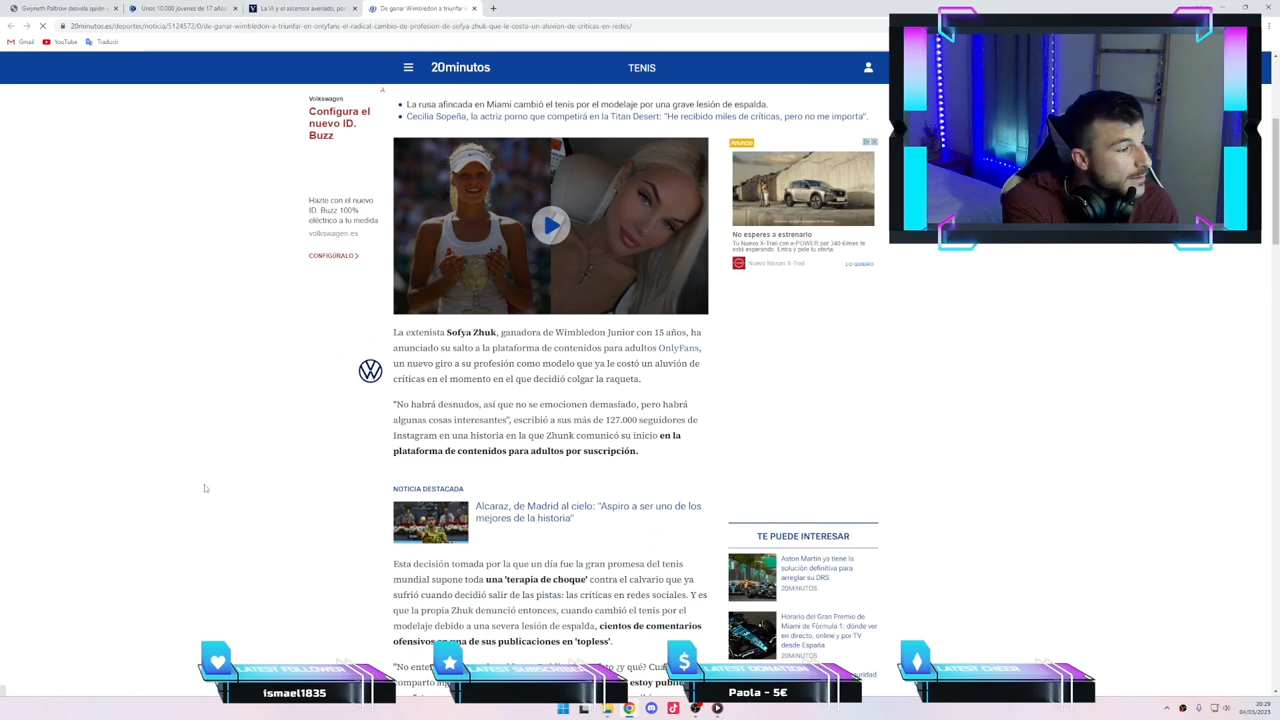 Gwyneth Paltrow desvela quién
Unos 10.000 jóvenes de 17 años
La IA y el ascensor averiado, por
De ganar Wimbledon a triunfar
20minutos.es/deportes/noticia/5124572/0/de-ganar-wimbledon-a-triunfar-en-onlyfans-el-radical-cambio-de-profesion-de-sofya-zhuk-que-le-costo-un-aluvion-de-criticas-en-redes/
Gmail
YouTube
Traducir
20minutos
TENIS
Volkswagen
Configura el
nuevo ID.
Buzz
Hazte con el nuevo
ID. Buzz 100%
eléctrico a tu medida
volkswagen.es
CONFIGÚRALO
La rusa afincada en Miami cambió el tenis por el modelaje por una grave lesión de espalda.
Cecilia Sopeña, la actriz porno que competirá en la Titan Desert: "He recibido miles de críticas, pero no me importa".
Anuncio
No esperes a estrenarlo
Tu Nuevo X-Trail con e-POWER por 349 €/mes te
está esperando. Entra y pide tu oferta.
Nuevo Nissan X-Trail
LO QUIERO
La extenista Sofya Zhuk, ganadora de Wimbledon Junior con 15 años, ha
anunciado su salto a la plataforma de contenidos para adultos OnlyFans,
un nuevo giro a su profesión como modelo que ya le costó un aluvión de
críticas en el momento en el que decidió colgar la raqueta.
"No habrá desnudos, así que no se emocionen demasiado, pero habrá
algunas cosas interesantes", escribió a sus más de 127.000 seguidores de
Instagram en una historia en la que Zhunk comunicó su inicio en la
plataforma de contenidos para adultos por suscripción.
NOTICIA DESTACADA
Alcaraz, de Madrid al cielo: "Aspiro a ser uno de los
mejores de la historia"
TE PUEDE INTERESAR
Aston Martin ya tiene la
solución definitiva para
arreglar su DRS
20MINUTOS
Horario del Gran Premio de
Miami de Fórmula 1: dónde ver
en directo, online y por TV
desde España
20MINUTOS
Esta decisión tomada por la que un día fue la gran promesa del tenis
mundial supone toda una 'terapia de choque' contra el calvario que ya
sufrió cuando decidió salir de las pistas: las críticas en redes sociales. Y es
que la propia Zhuk denunció entonces, cuando cambió el tenis por el
modelaje debido a una severa lesión de espalda, cientos de comentarios
ofensivos en una de sus publicaciones en 'topless'.
LATEST FOLLOWER
ismael1835
LATEST SUBSCRIBER
LATEST DONATION
Paola - 5€
LATEST CHEER
20:29
04/05/2023